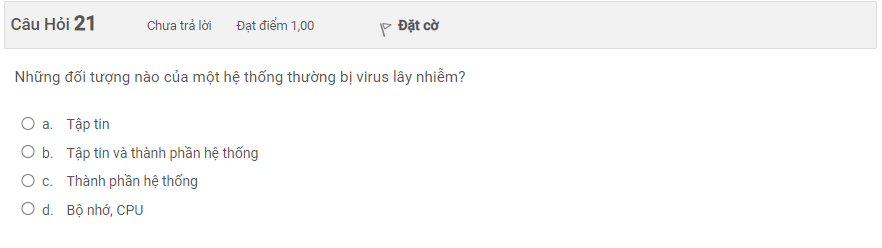 Câu Hỏi 21 Chưa trả lời Đạt điểm 1,00 Đặt cờ
Những đối tượng nào của một hệ thống thường bị virus lây nhiễm?
a. Tập tin
b. Tập tin và thành phần hệ thống
c. Thành phần hệ thống
d. Bộ nhớ, CPU